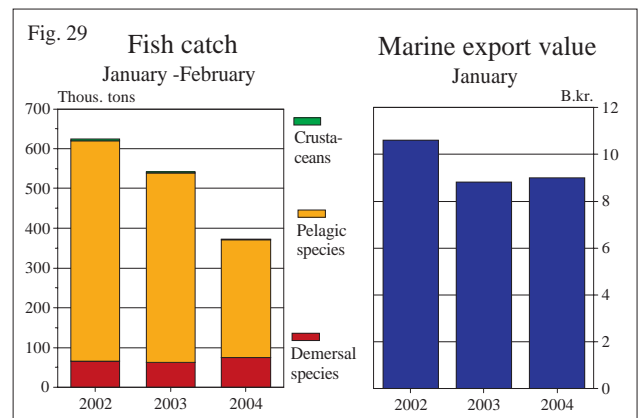 Fig. 29
Fish catch
January -February
Thous. tons
700
600
500
400
300
200
100
0
2002
2003
2004
Crusta-
ceans
Pelagic
species
Demersal
species
Marine export value
January
B.kr.
12
10
8
6
4
2
0
2002
2003
2004